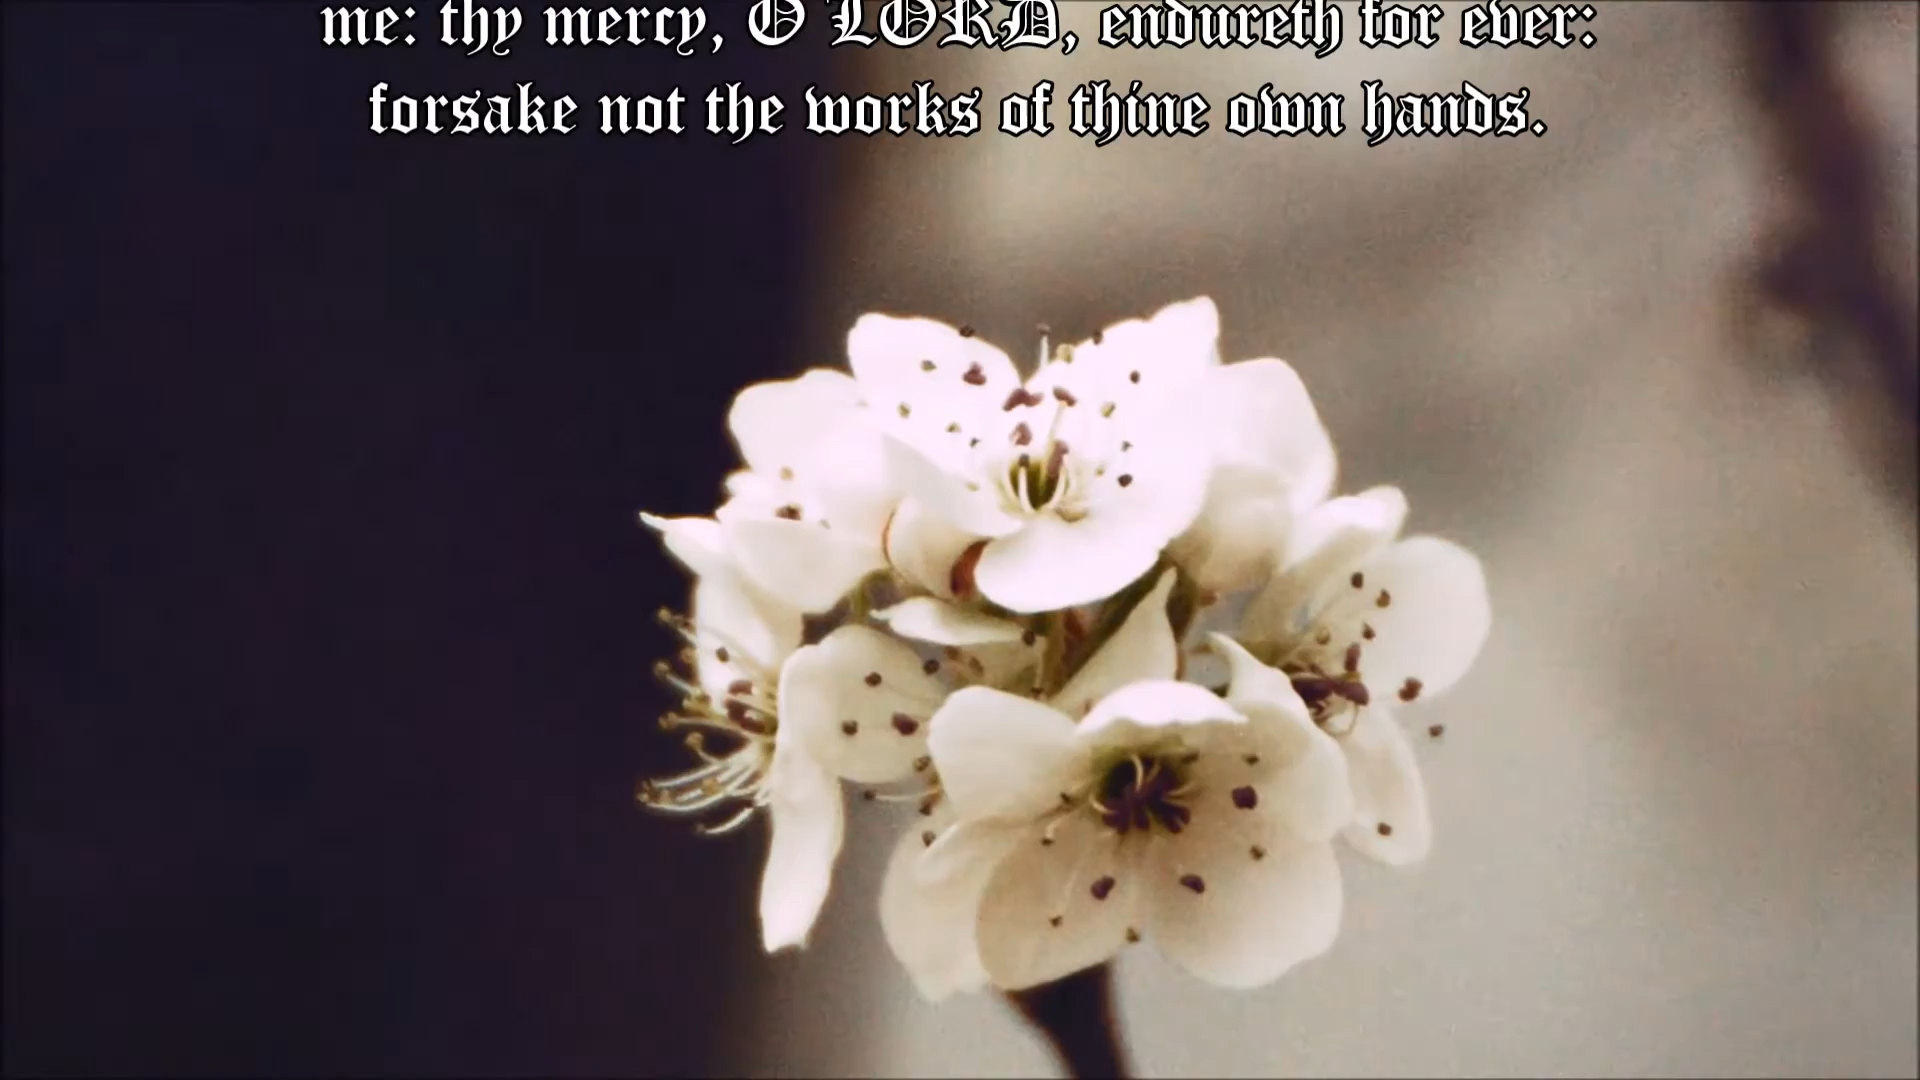 me: thy mercy, O LORD, endureth for ever:
forsake not the works of thine own hands.